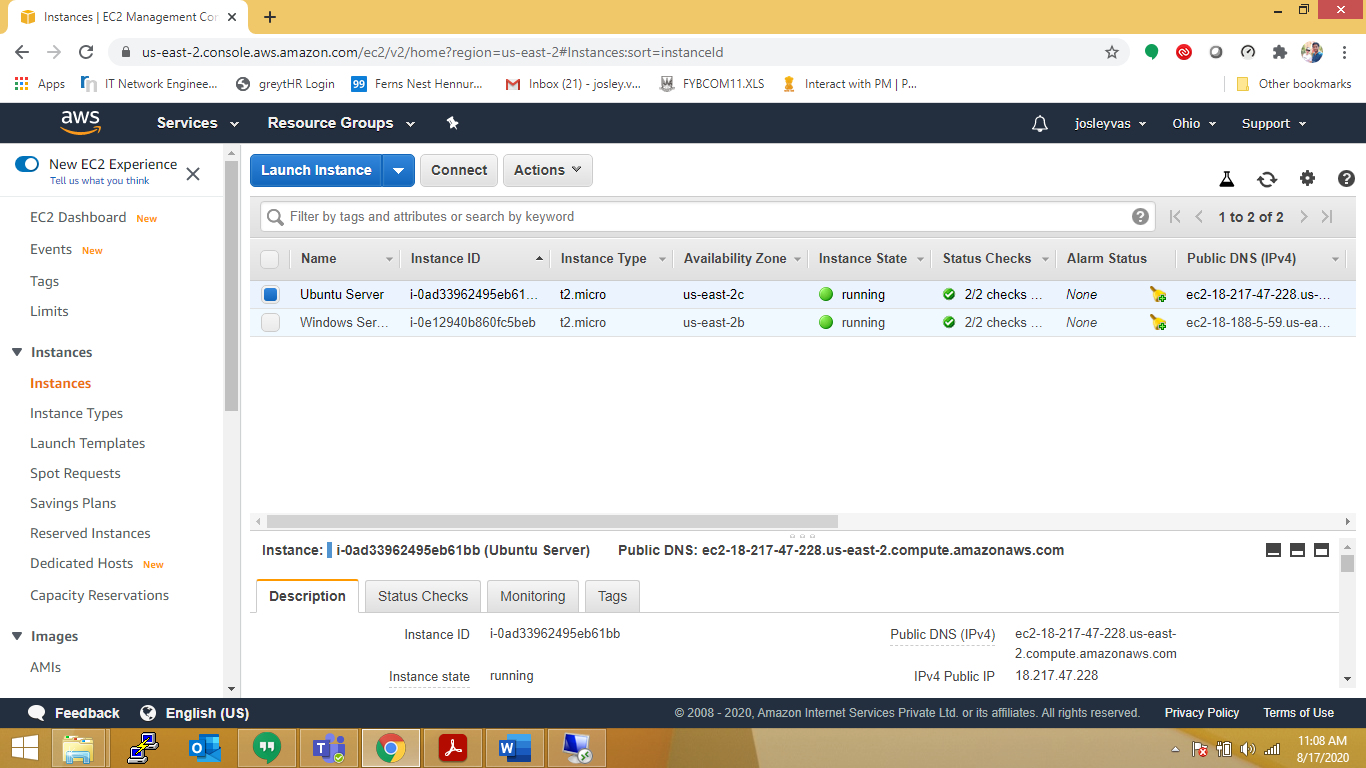 Instances | EC2 Management Con
us-east-2.console.aws.amazon.com/ec2/v2/home?region=us-east-2#Instances:sort=instanceId
Apps IT Network Enginee... greytHR Login 99 Ferns Nest Hennur... Inbox (21) - josley.v... FYBCOM11.XLS Interact with PM | P... Other bookmarks
aws Services Resource Groups josleyvas Ohio Support
New EC2 Experience
Tell us what you think
EC2 Dashboard New
Events New
Tags
Limits
Instances
Instances
Instance Types
Launch Templates
Spot Requests
Savings Plans
Reserved Instances
Dedicated Hosts New
Capacity Reservations
Images
AMIs
Launch Instance Connect Actions
Filter by tags and attributes or search by keyword 1 to 2 of 2
Name Instance ID Instance Type Availability Zone Instance State Status Checks Alarm Status Public DNS (IPv4)
Ubuntu Server i-0ad33962495eb61... t2.micro us-east-2c running 2/2 checks ... None ec2-18-217-47-228.us-...
Windows Ser... i-0e12940b860fc5beb t2.micro us-east-2b running 2/2 checks ... None ec2-18-188-5-59.us-ea...
Instance: i-0ad33962495eb61bb (Ubuntu Server) Public DNS: ec2-18-217-47-228.us-east-2.compute.amazonaws.com
Description Status Checks Monitoring Tags
Instance ID i-0ad33962495eb61bb Public DNS (IPv4) ec2-18-217-47-228.us-east-
2.compute.amazonaws.com
Instance state running IPv4 Public IP 18.217.47.228
Feedback English (US) © 2008 - 2020, Amazon Internet Services Private Ltd. or its affiliates. All rights reserved. Privacy Policy Terms of Use
11:08 AM
8/17/2020